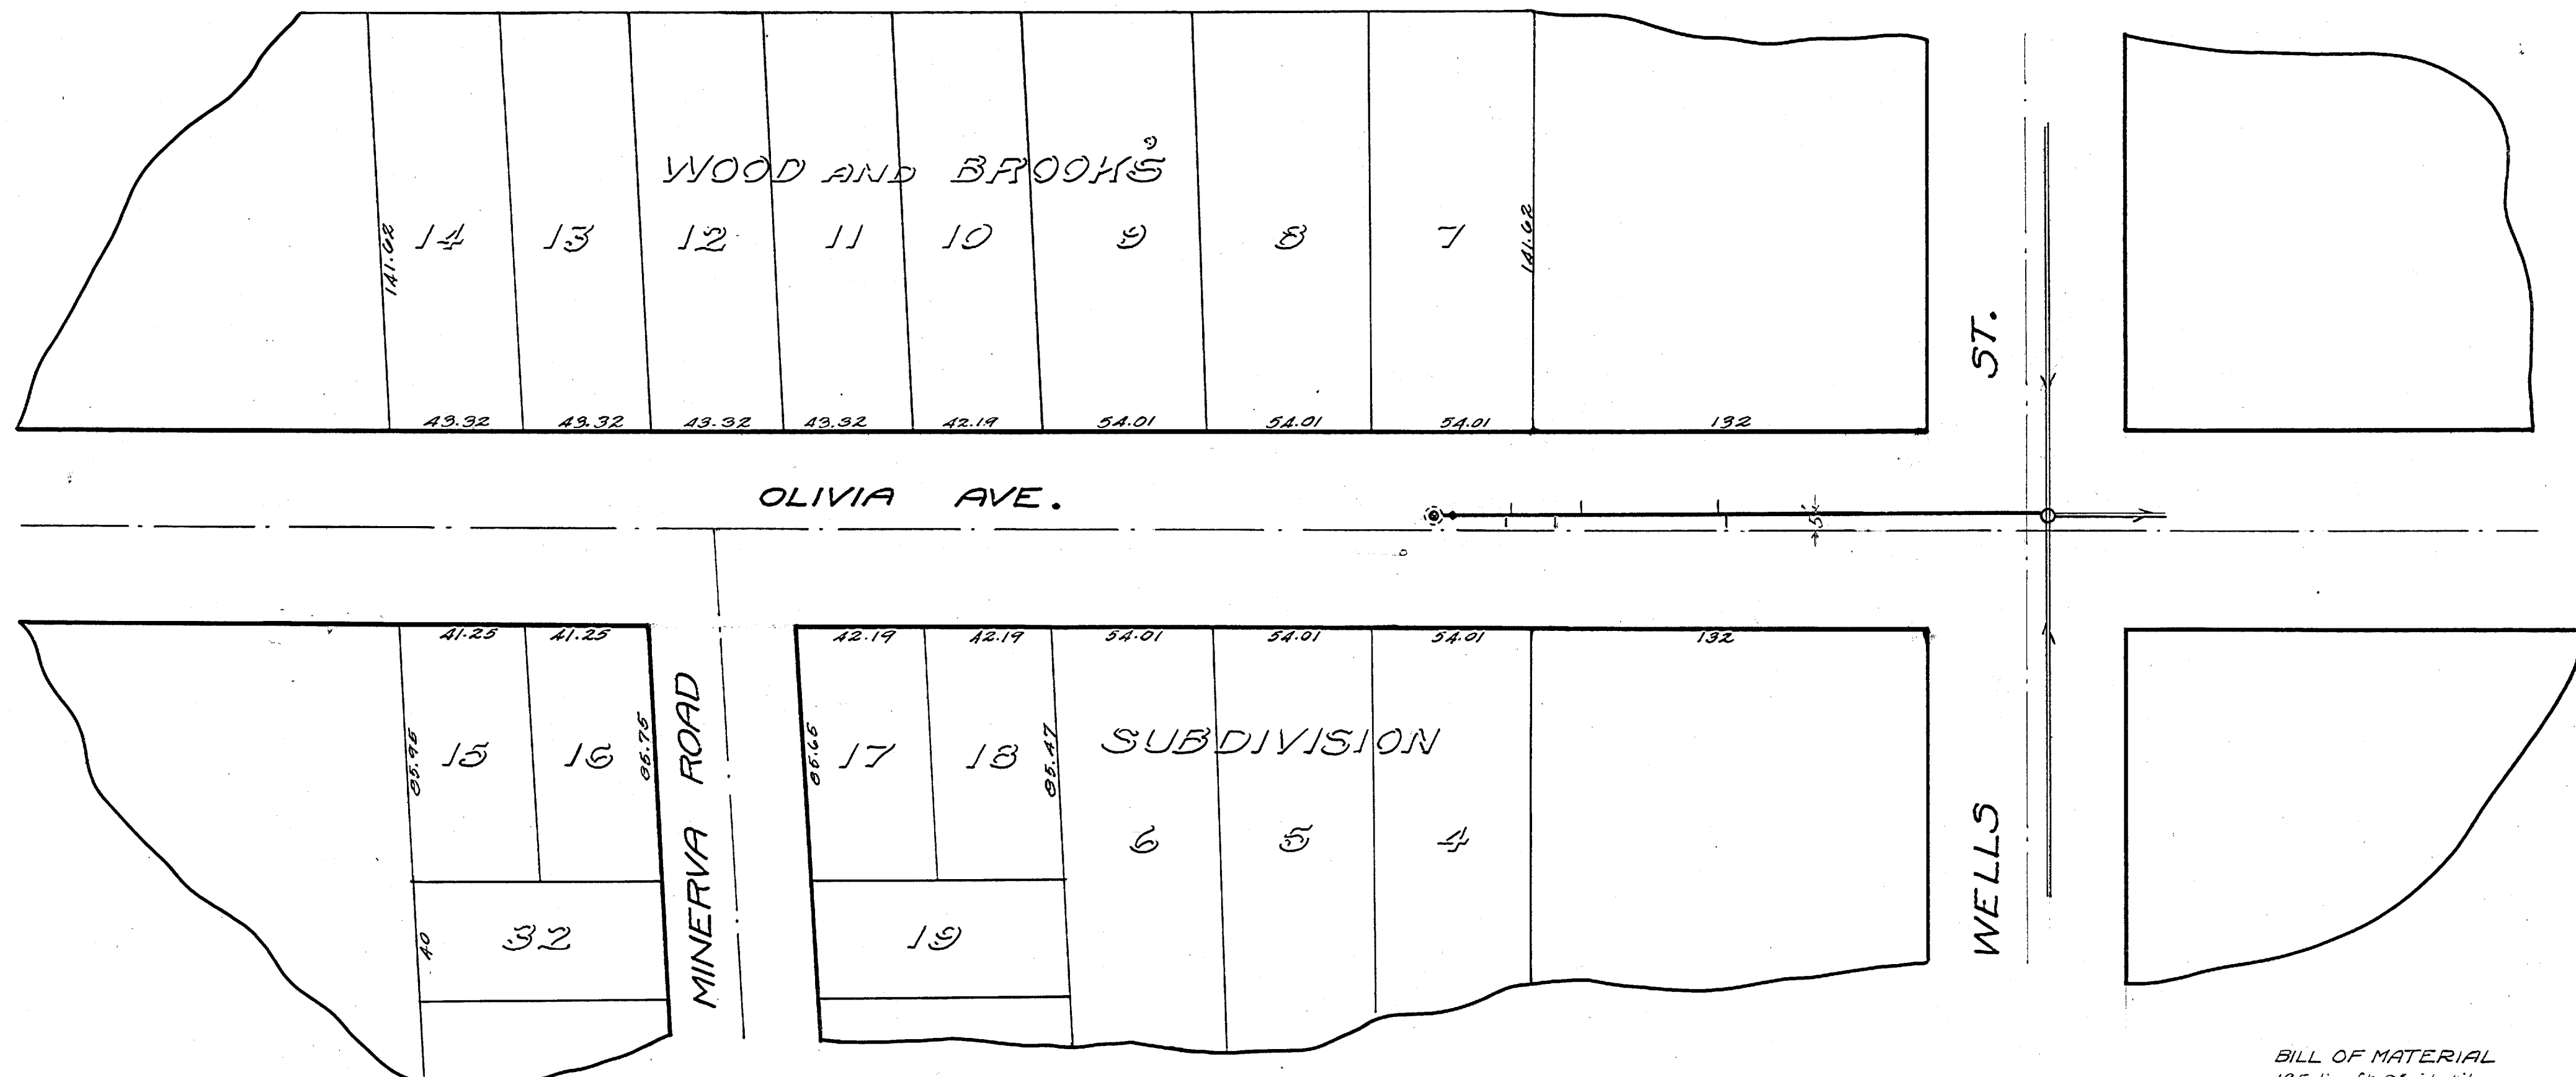 WOOD AND BROOK'S
14 13 12 11 10 9 8 7
141.62
141.62
43.32 43.32 43.32 43.32 42.19 54.01 54.01 54.01 132
ST.
OLIVIA AVE.
5'
41.25 41.25 42.19 42.19 54.01 54.01 54.01 132
15 16 17 18
85.95
85.75
85.65
85.47
SUBDIVISION
6 5 4
MINERVA ROAD
WELLS
32 19
40
BILL OF MATERIAL